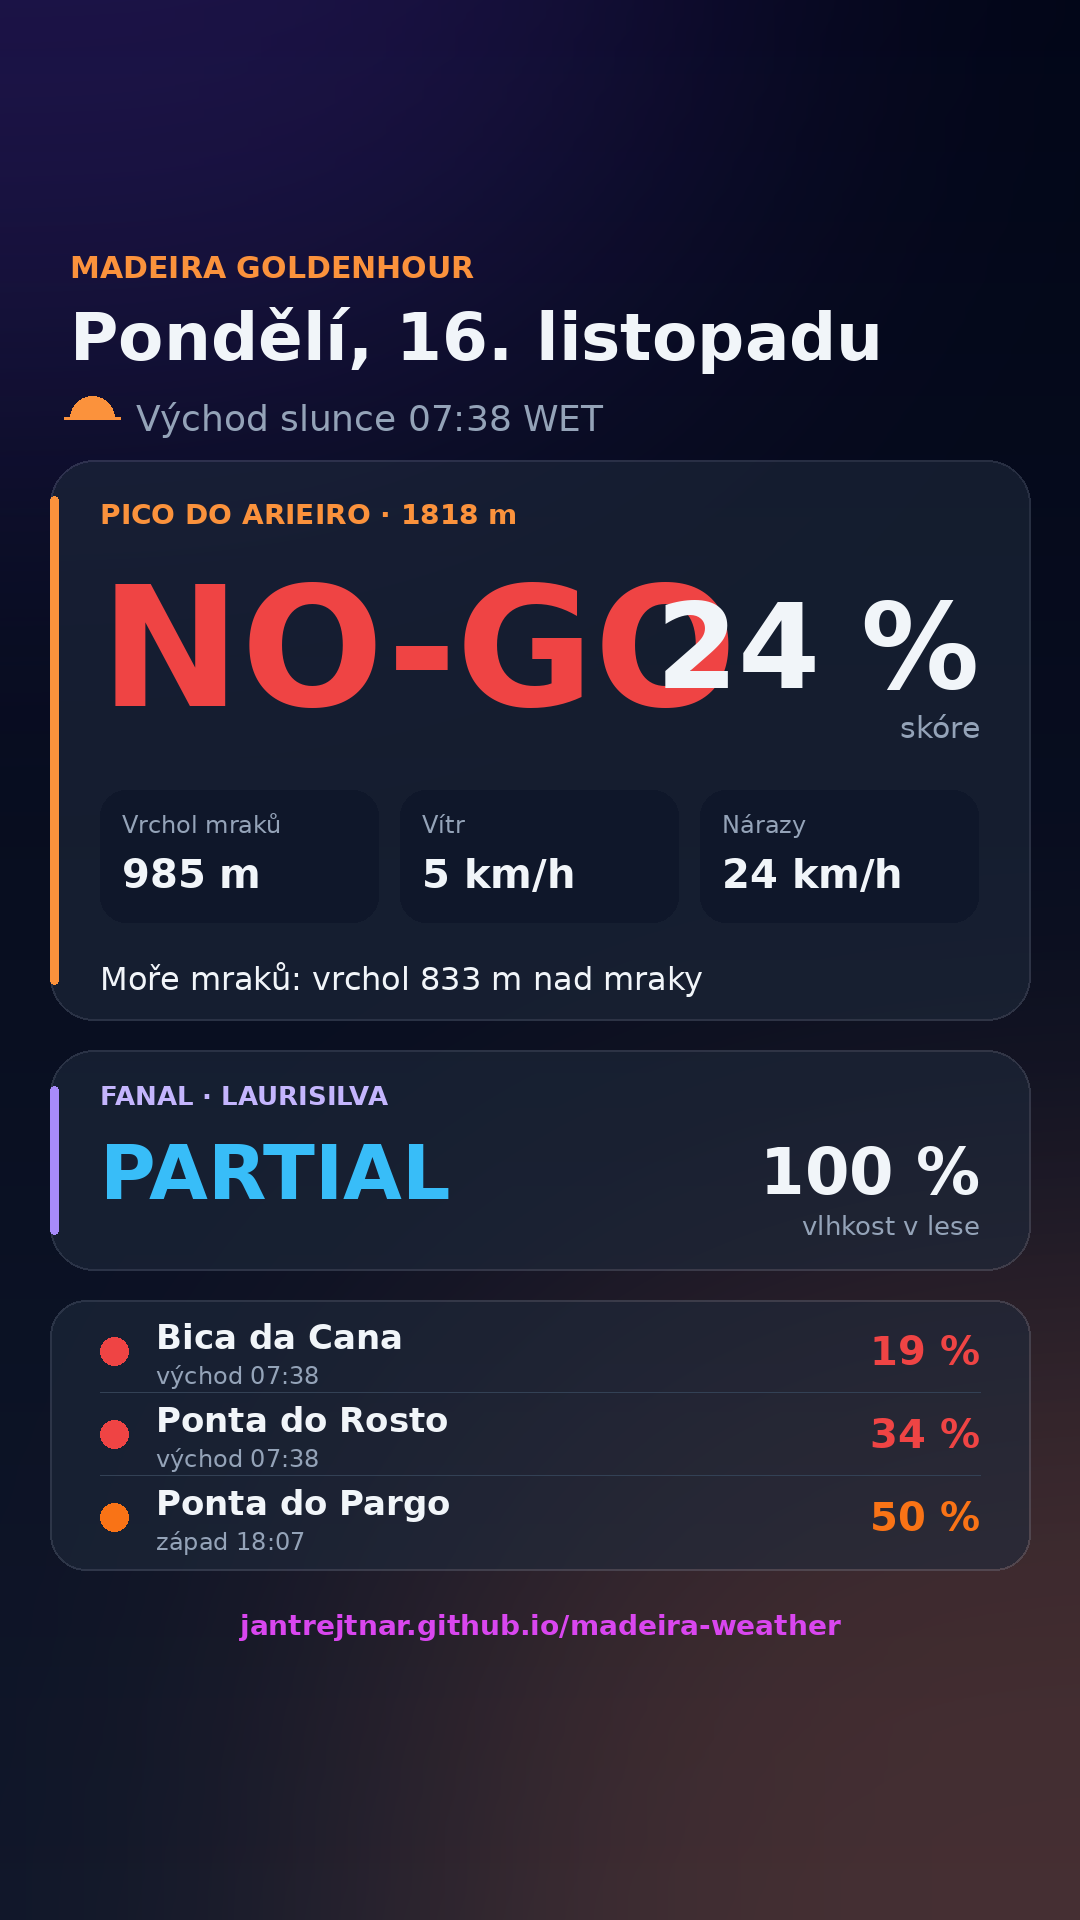 MADEIRA GOLDENHOUR
Pondělí, 16. listopadu
Východ slunce 07:38 WET
PICO DO ARIEIRO · 1818 m
NO-GO 24 %
skóre
Vrchol mraků Vítr Nárazy
985 m 5 km/h 24 km/h
Moře mraků: vrchol 833 m nad mraky
FANAL · LAURISILVA
PARTIAL 100 %
vlhkost v lese
Bica da Cana 19 %
východ 07:38
Ponta do Rosto 34 %
východ 07:38
Ponta do Pargo 50 %
západ 18:07
jantrejtnar.github.io/madeira-weather